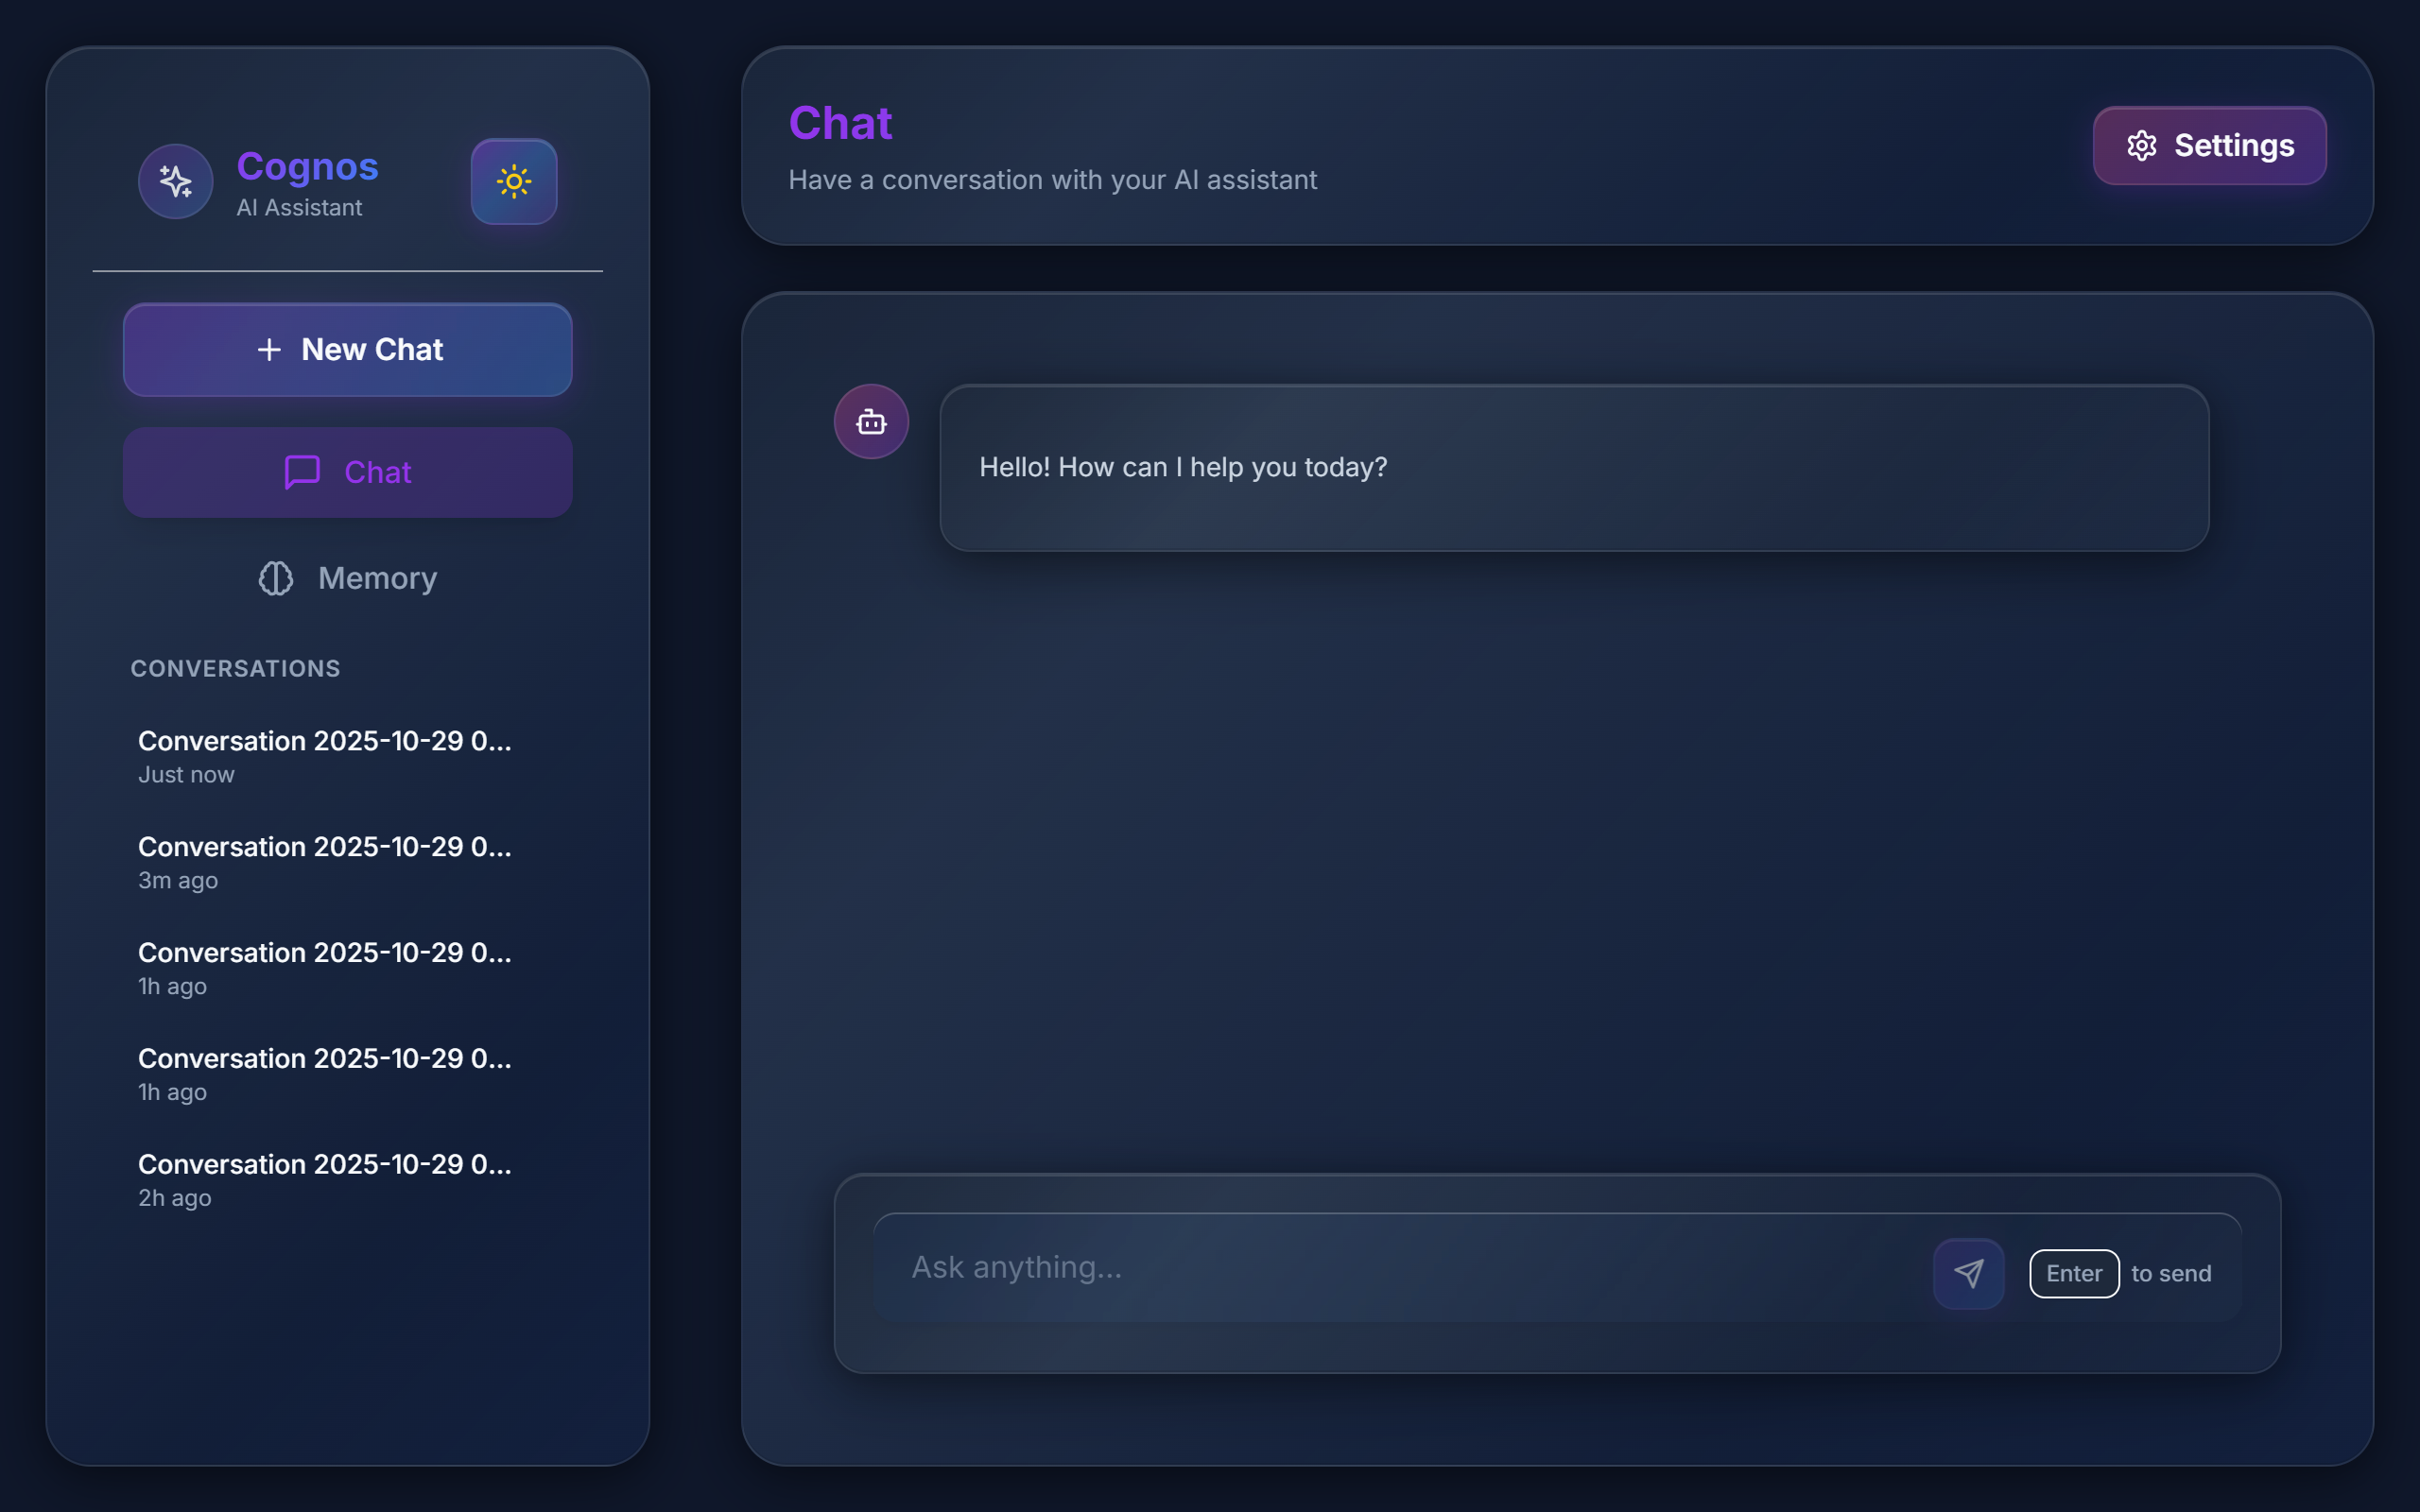 Cognos
AI Assistant
New Chat
Chat
Memory
CONVERSATIONS
Conversation 2025-10-29 0...
Just now
Conversation 2025-10-29 0...
3m ago
Conversation 2025-10-29 0...
1h ago
Conversation 2025-10-29 0...
1h ago
Conversation 2025-10-29 0...
2h ago
Chat
Have a conversation with your AI assistant
Settings
Hello! How can I help you today?
Ask anything...
Enter to send